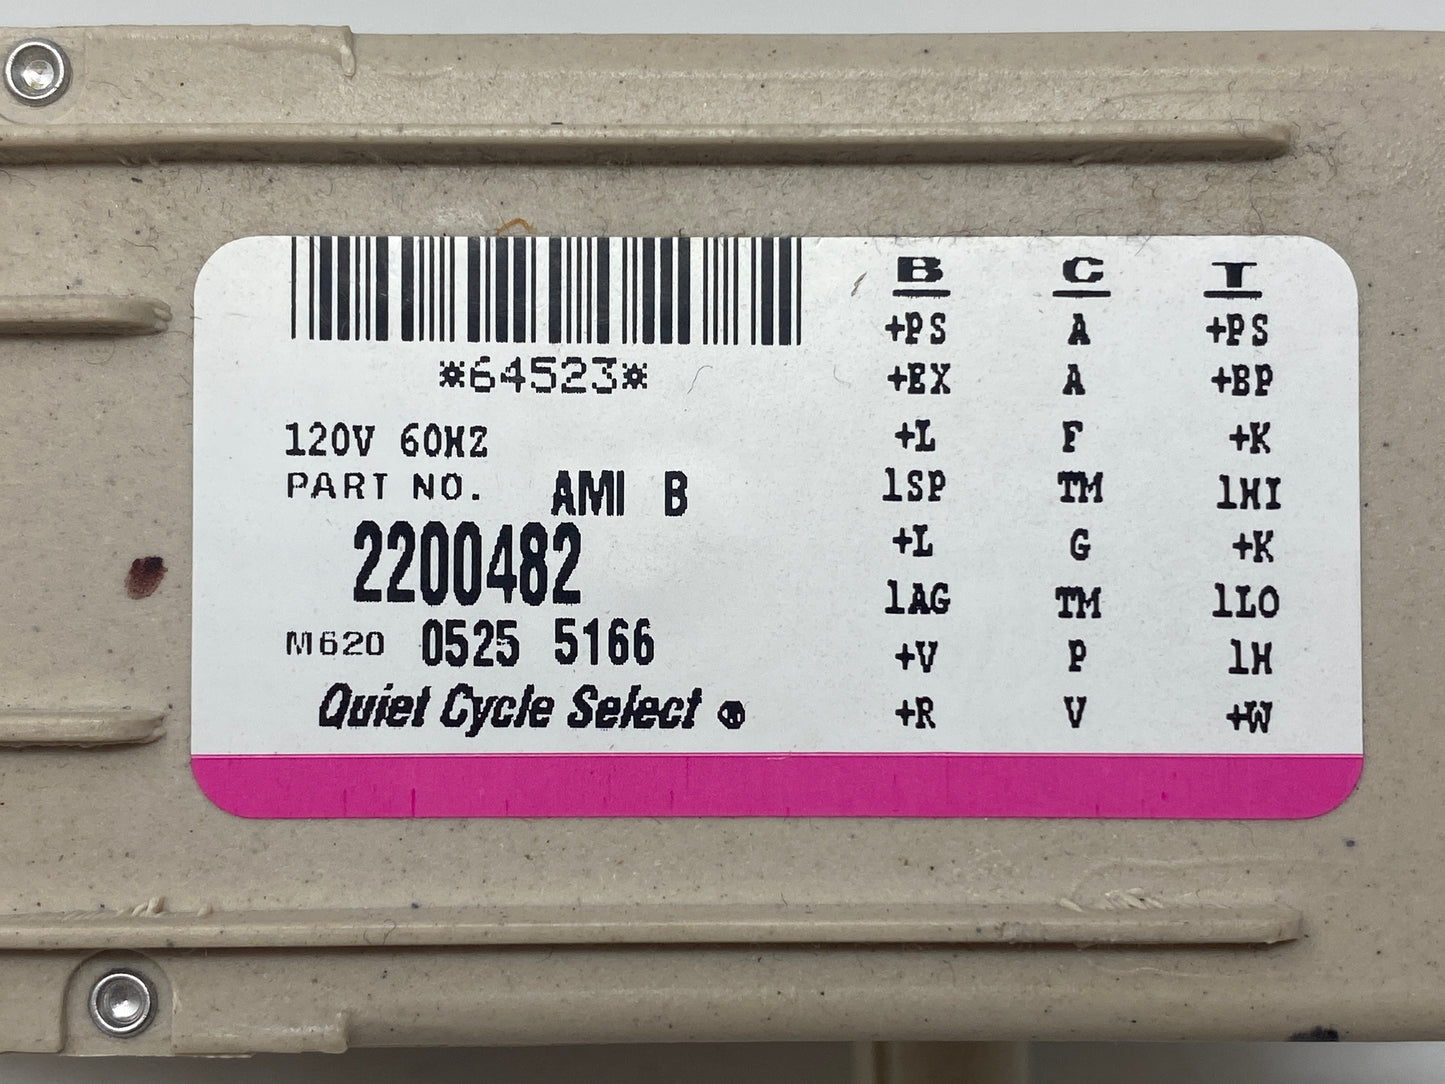 *64523*
120V 60HZ
PART NO. AMI B
2200482
M620 0525 5166
Quiet Cycle Select
B C T
+PS A +PS
+EX A +BP
+L F +K
1SP TM 1HI
+L G +K
1AG TM 1LO
+V P 1H
+R V +W